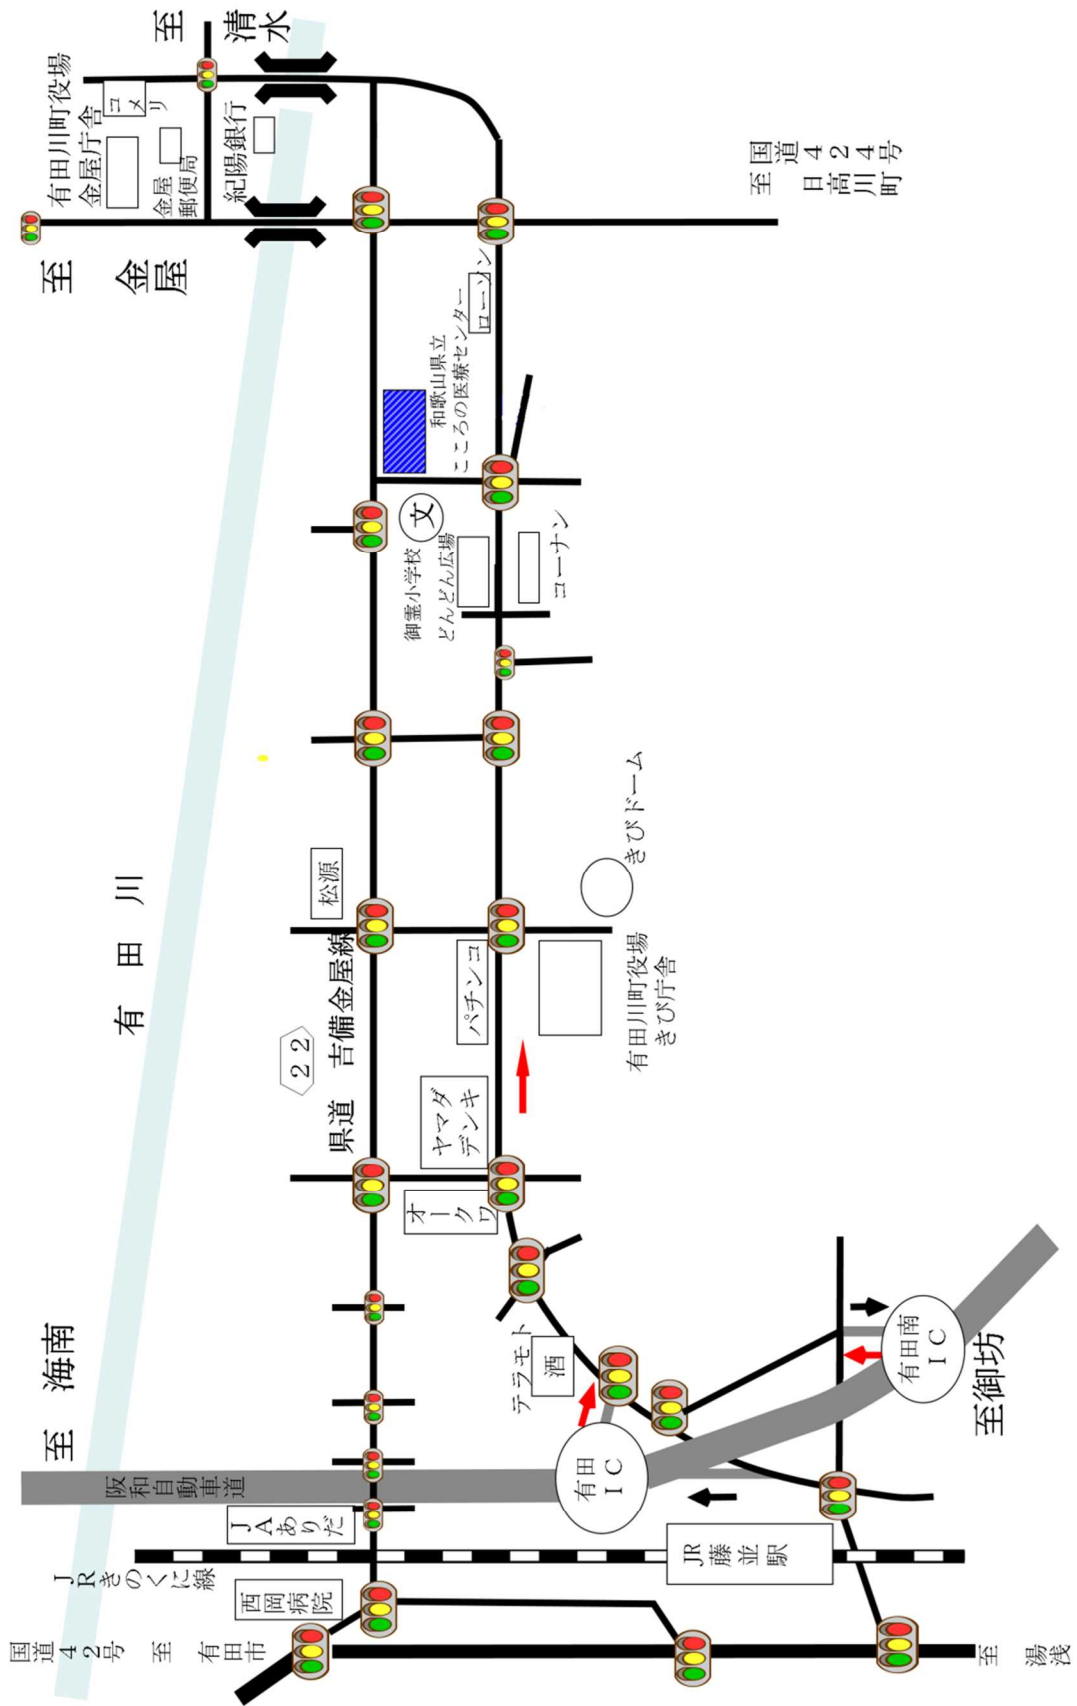 国道42号
至 有田市
至 湯浅
西岡病院
JRきのくに線
JR
藤並駅
JAありだ
阪和自動車道
至 海南
有田
IC
有田南
IC
至御坊
テラモト
酒
オークワ
ヤマダ
デンキ
パチンコ
県道 吉備金屋線
22
松源
有田川
有田川町役場
きび庁舎
きびドーム
コーナン
どんどん広場
御霊小学校
文
和歌山県立
こころの医療センター
ローソン
至 金屋
紀陽銀行
金屋
郵便局
有田川町役場
金屋庁舎
コメリ
至 清水
至国道424号
日高川町